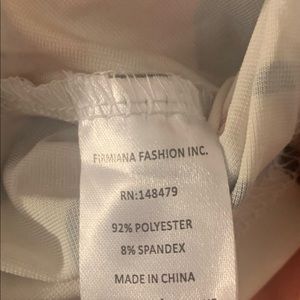 FIRMIANA FASHION INC.
RN:148479
92% POLYESTER
8% SPANDEX
MADE IN CHINA